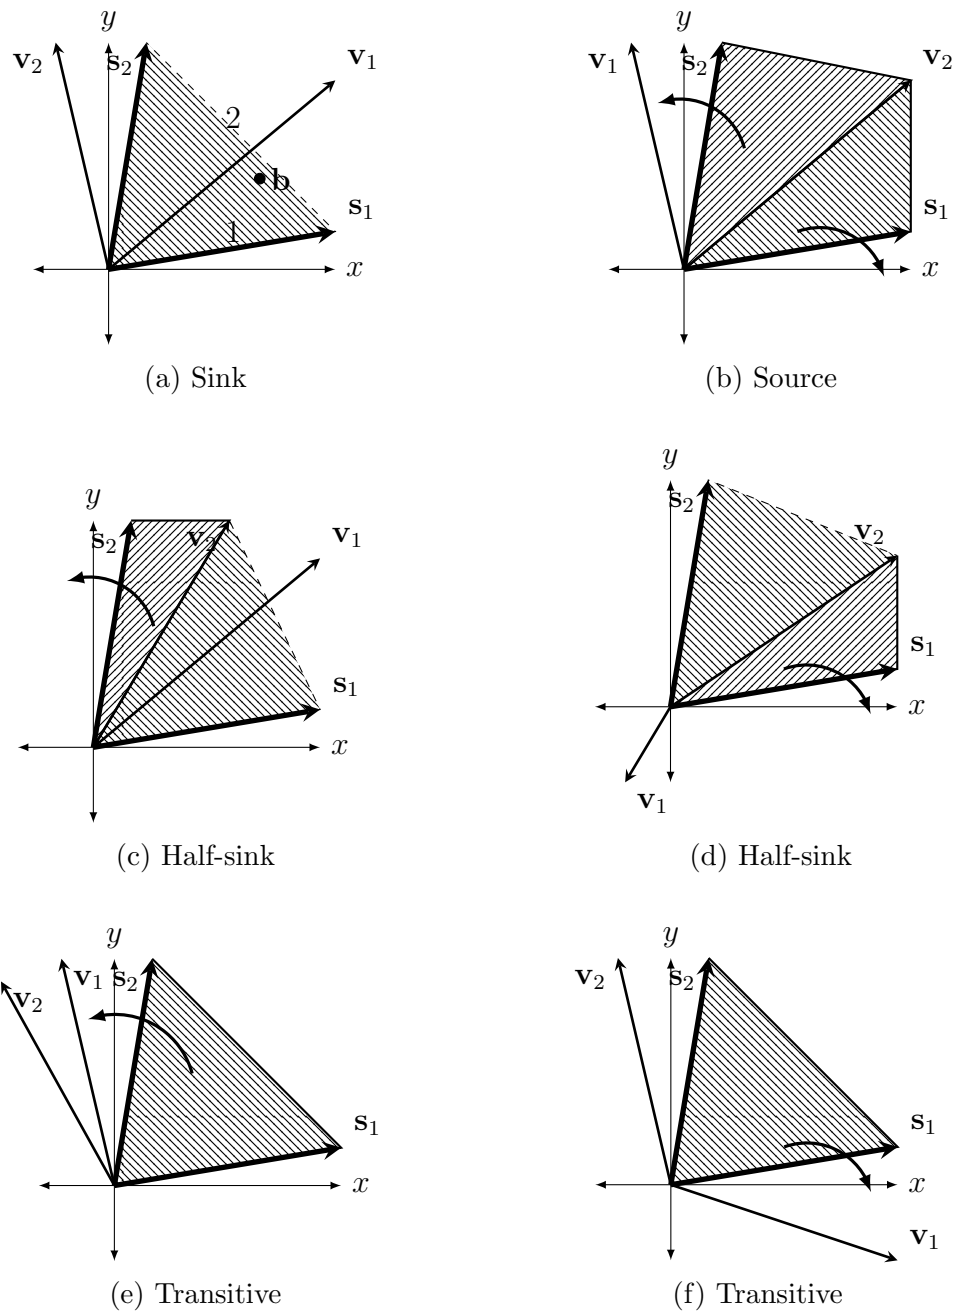 y
v₂ s₂ v₁
2
b
s₁
1
x
(a) Sink
y
v₁ s₂ v₂
s₁
x
(b) Source
y
s₂ v₂ v₁
s₁
x
(c) Half-sink
y
s₂
v₂
s₁
x
v₁
(d) Half-sink
y
v₂ v₁ s₂
s₁
x
(e) Transitive
y
v₂ s₂
s₁
x
v₁
(f) Transitive